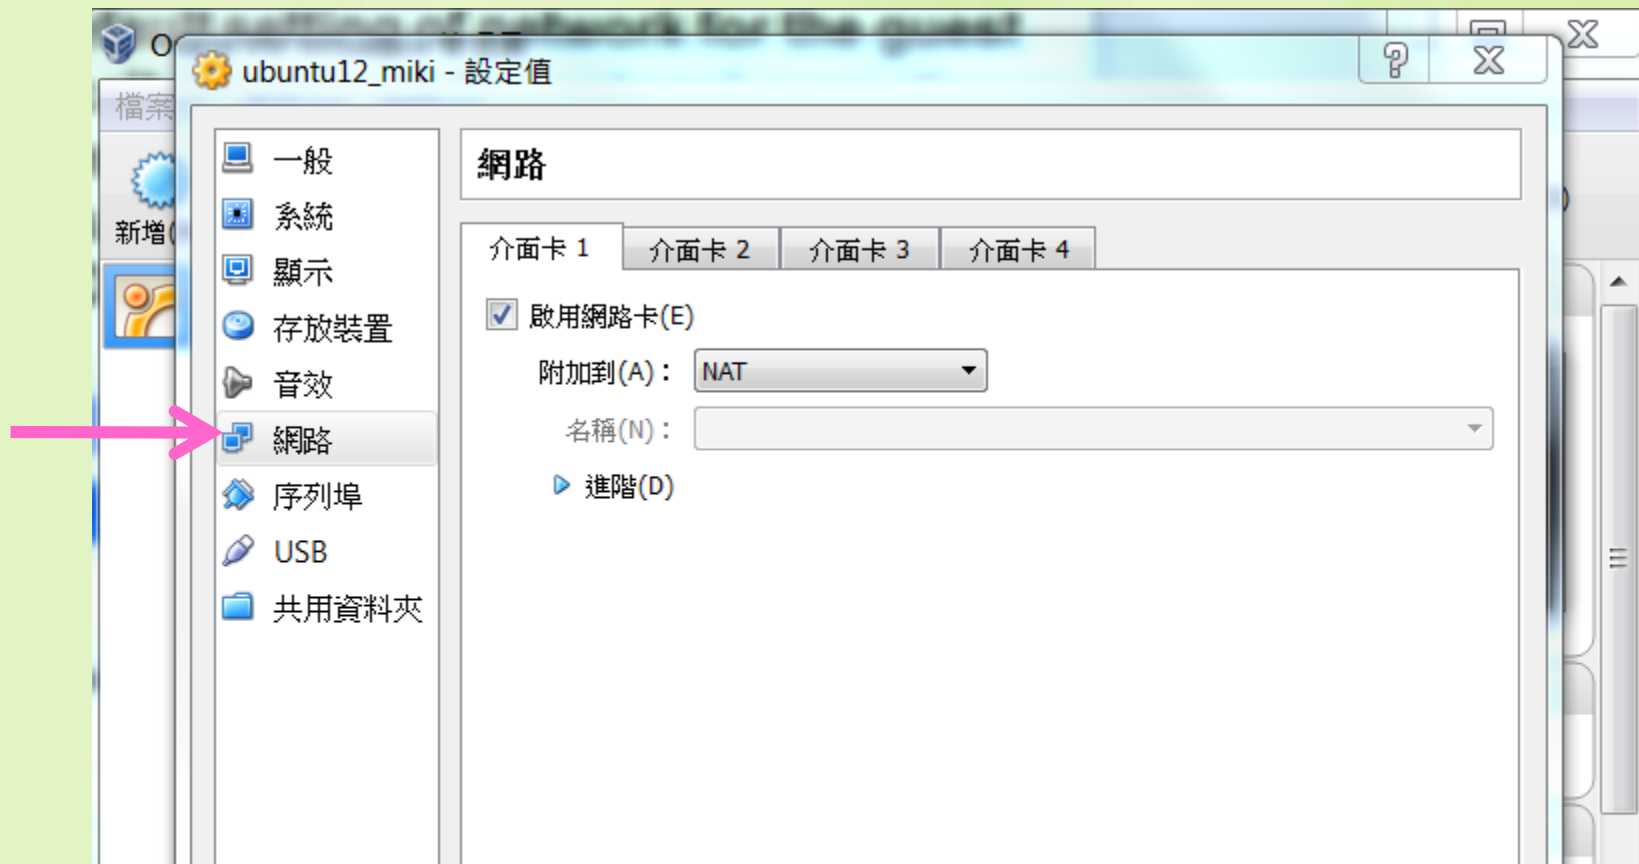 ubuntu12_miki - 設定值
檔案
新增(
一般
系統
顯示
存放裝置
音效
網路
序列埠
USB
共用資料夾
網路
介面卡 1
介面卡 2
介面卡 3
介面卡 4
啟用網路卡(E)
附加到(A)：
NAT
名稱(N)：
進階(D)